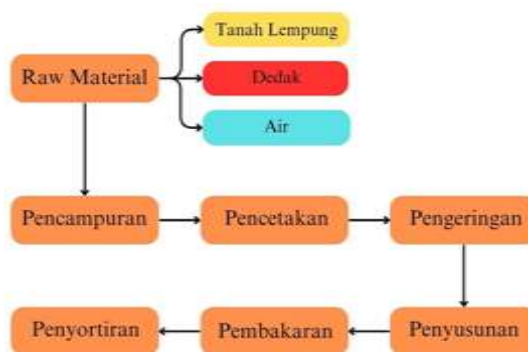 Tanah Lempung
Raw Material
Dedak
Air
Pencampuran
Pencetakan
Pengeringan
Penyortiran
Pembakaran
Penyusunan